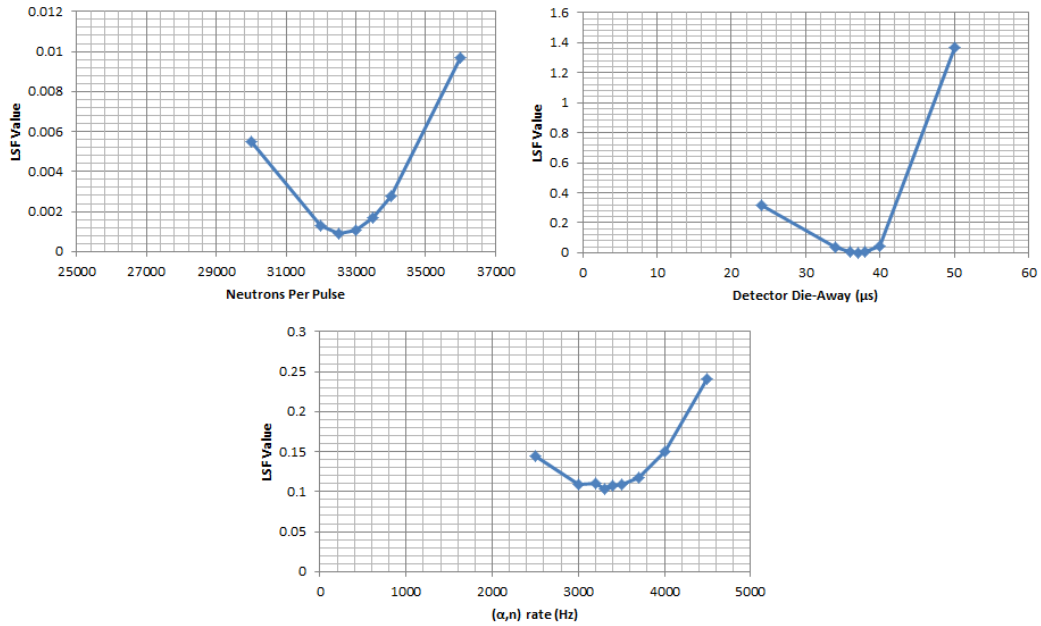 0.012
0.01
0.008
0.006
0.004
0.002
0
LSF Value
25000 27000 29000 31000 33000 35000 37000
Neutrons Per Pulse
1.6
1.4
1.2
1
0.8
0.6
0.4
0.2
0
LSF Value
0 10 20 30 40 50 60
Detector Die-Away (µs)
0.3
0.25
0.2
0.15
0.1
0.05
0
LSF Value
0 1000 2000 3000 4000 5000
(α,n) rate (Hz)